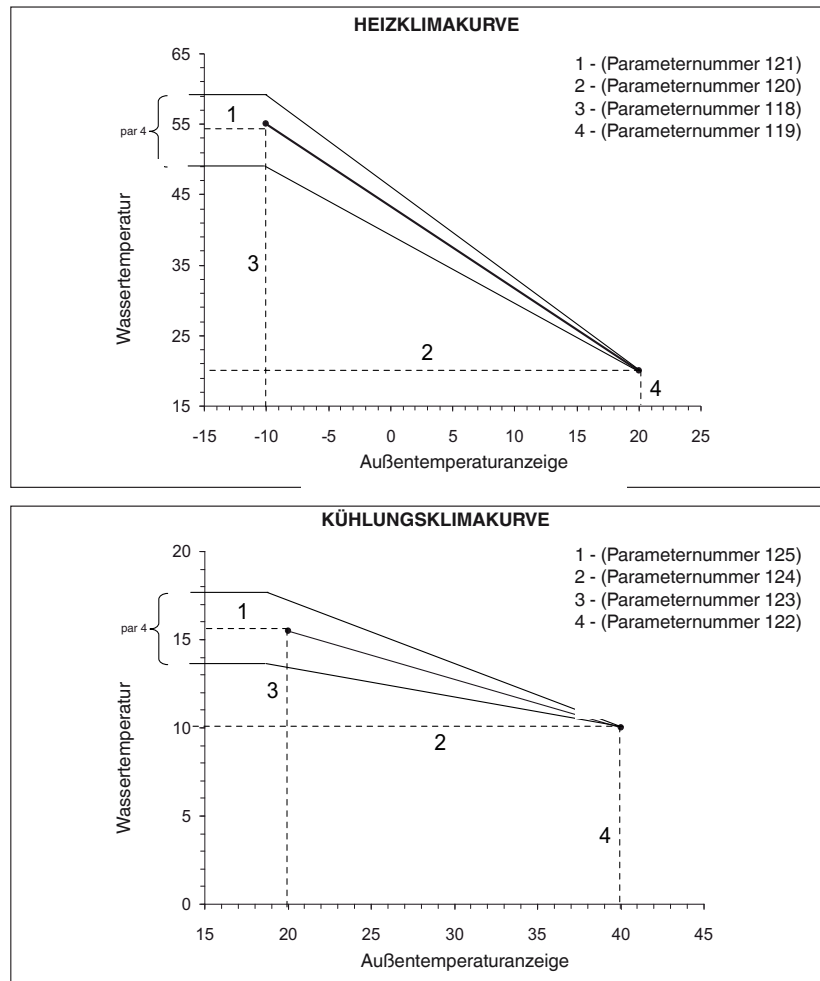 HEIZKLIMAKURVE
1 - (Parameternummer 121)
2 - (Parameternummer 120)
3 - (Parameternummer 118)
4 - (Parameternummer 119)
65
55
45
35
25
15
par 4
1
3
2
4
Wassertemperatur
-15 -10 -5 0 5 10 15 20 25
Außentemperaturanzeige
KÜHLUNGSKLIMAKURVE
1 - (Parameternummer 125)
2 - (Parameternummer 124)
3 - (Parameternummer 123)
4 - (Parameternummer 122)
20
15
10
5
0
par 4
1
3
2
4
Wassertemperatur
15 20 25 30 35 40 45
Außentemperaturanzeige